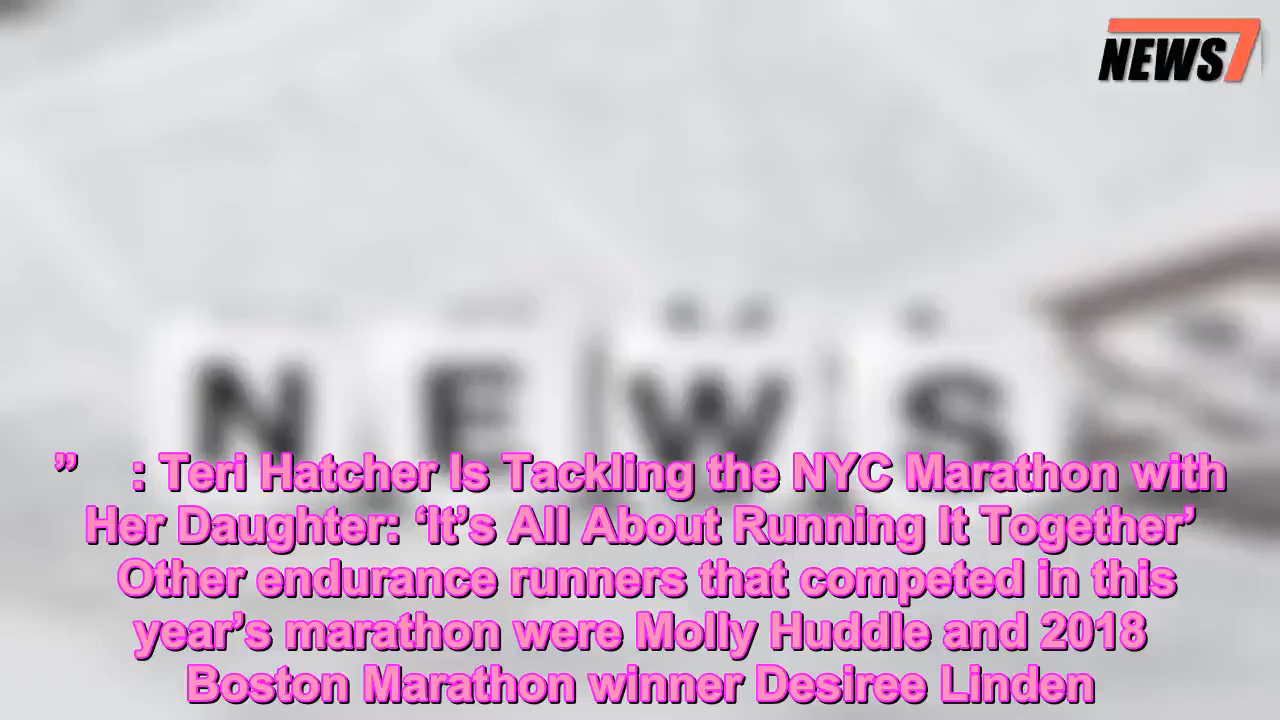 NEWS7
NEWS
” : Teri Hatcher Is Tackling the NYC Marathon with
Her Daughter: ‘It’s All About Running It Together’
Other endurance runners that competed in this
year’s marathon were Molly Huddle and 2018
Boston Marathon winner Desiree Linden